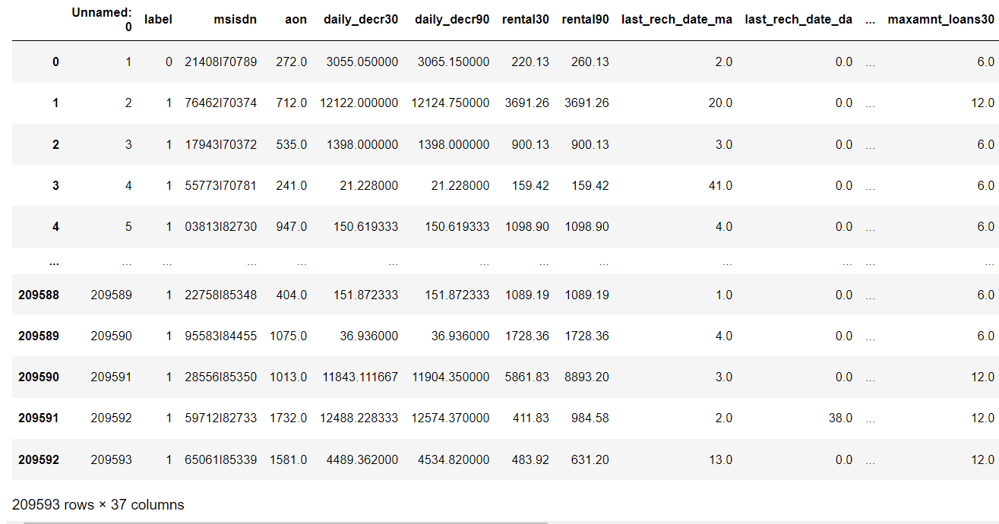 Unnamed: 0 label msisdn aon daily_decr30 daily_decr90 rental30 rental90 last_rech_date_ma last_rech_date_da ... maxamnt_loans30
0 1 0 21408I70789 272.0 3055.050000 3065.150000 220.13 260.13 2.0 0.0 ... 6.0
1 2 1 76462I70374 712.0 12122.000000 12124.750000 3691.26 3691.26 20.0 0.0 ... 12.0
2 3 1 17943I70372 535.0 1398.000000 1398.000000 900.13 900.13 3.0 0.0 ... 6.0
3 4 1 55773I70781 241.0 21.228000 21.228000 159.42 159.42 41.0 0.0 ... 6.0
4 5 1 03813I82730 947.0 150.619333 150.619333 1098.90 1098.90 4.0 0.0 ... 6.0
... ... ... ... ... ... ... ... ... ... ... ... ...
209588 209589 1 22758I85348 404.0 151.872333 151.872333 1089.19 1089.19 1.0 0.0 ... 6.0
209589 209590 1 95583I84455 1075.0 36.936000 36.936000 1728.36 1728.36 4.0 0.0 ... 6.0
209590 209591 1 28556I85350 1013.0 11843.111667 11904.350000 5861.83 8893.20 3.0 0.0 ... 12.0
209591 209592 1 59712I82733 1732.0 12488.228333 12574.370000 411.83 984.58 2.0 38.0 ... 12.0
209592 209593 1 65061I85339 1581.0 4489.362000 4534.820000 483.92 631.20 13.0 0.0 ... 12.0
209593 rows × 37 columns